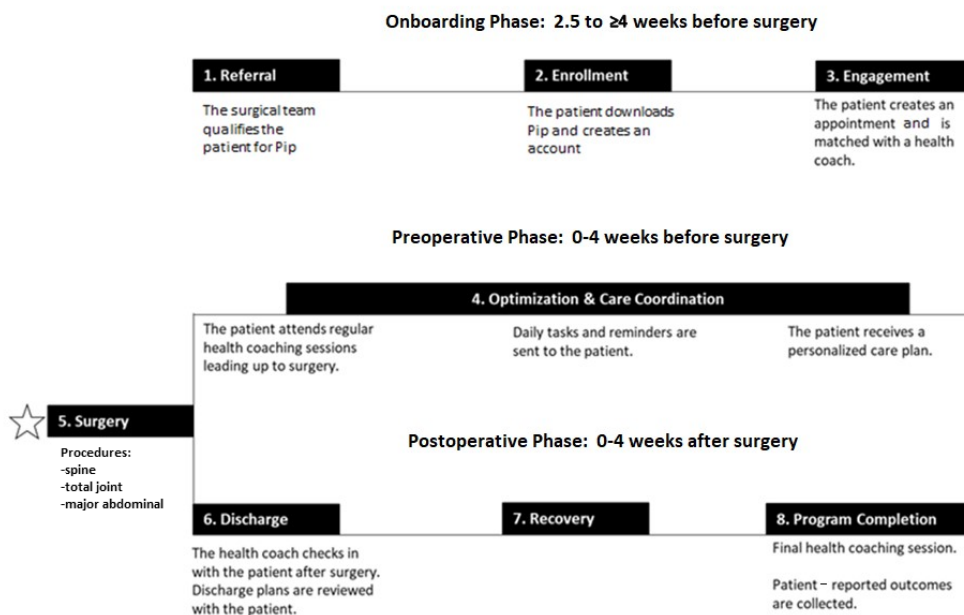 Onboarding Phase: 2.5 to ≥4 weeks before surgery
1. Referral
The surgical team
qualifies the
patient for Pip
2. Enrollment
The patient downloads
Pip and creates an
account
3. Engagement
The patient creates an
appointment and is
matched with a health
coach.
Preoperative Phase: 0-4 weeks before surgery
4. Optimization & Care Coordination
The patient attends regular
health coaching sessions
leading up to surgery.
Daily tasks and reminders are
sent to the patient.
The patient receives a
personalized care plan.
5. Surgery
Procedures:
-spine
-total joint
-major abdominal
Postoperative Phase: 0-4 weeks after surgery
6. Discharge
The health coach checks in
with the patient after surgery.
Discharge plans are reviewed
with the patient.
7. Recovery
8. Program Completion
Final health coaching session.
Patient – reported outcomes
are collected.